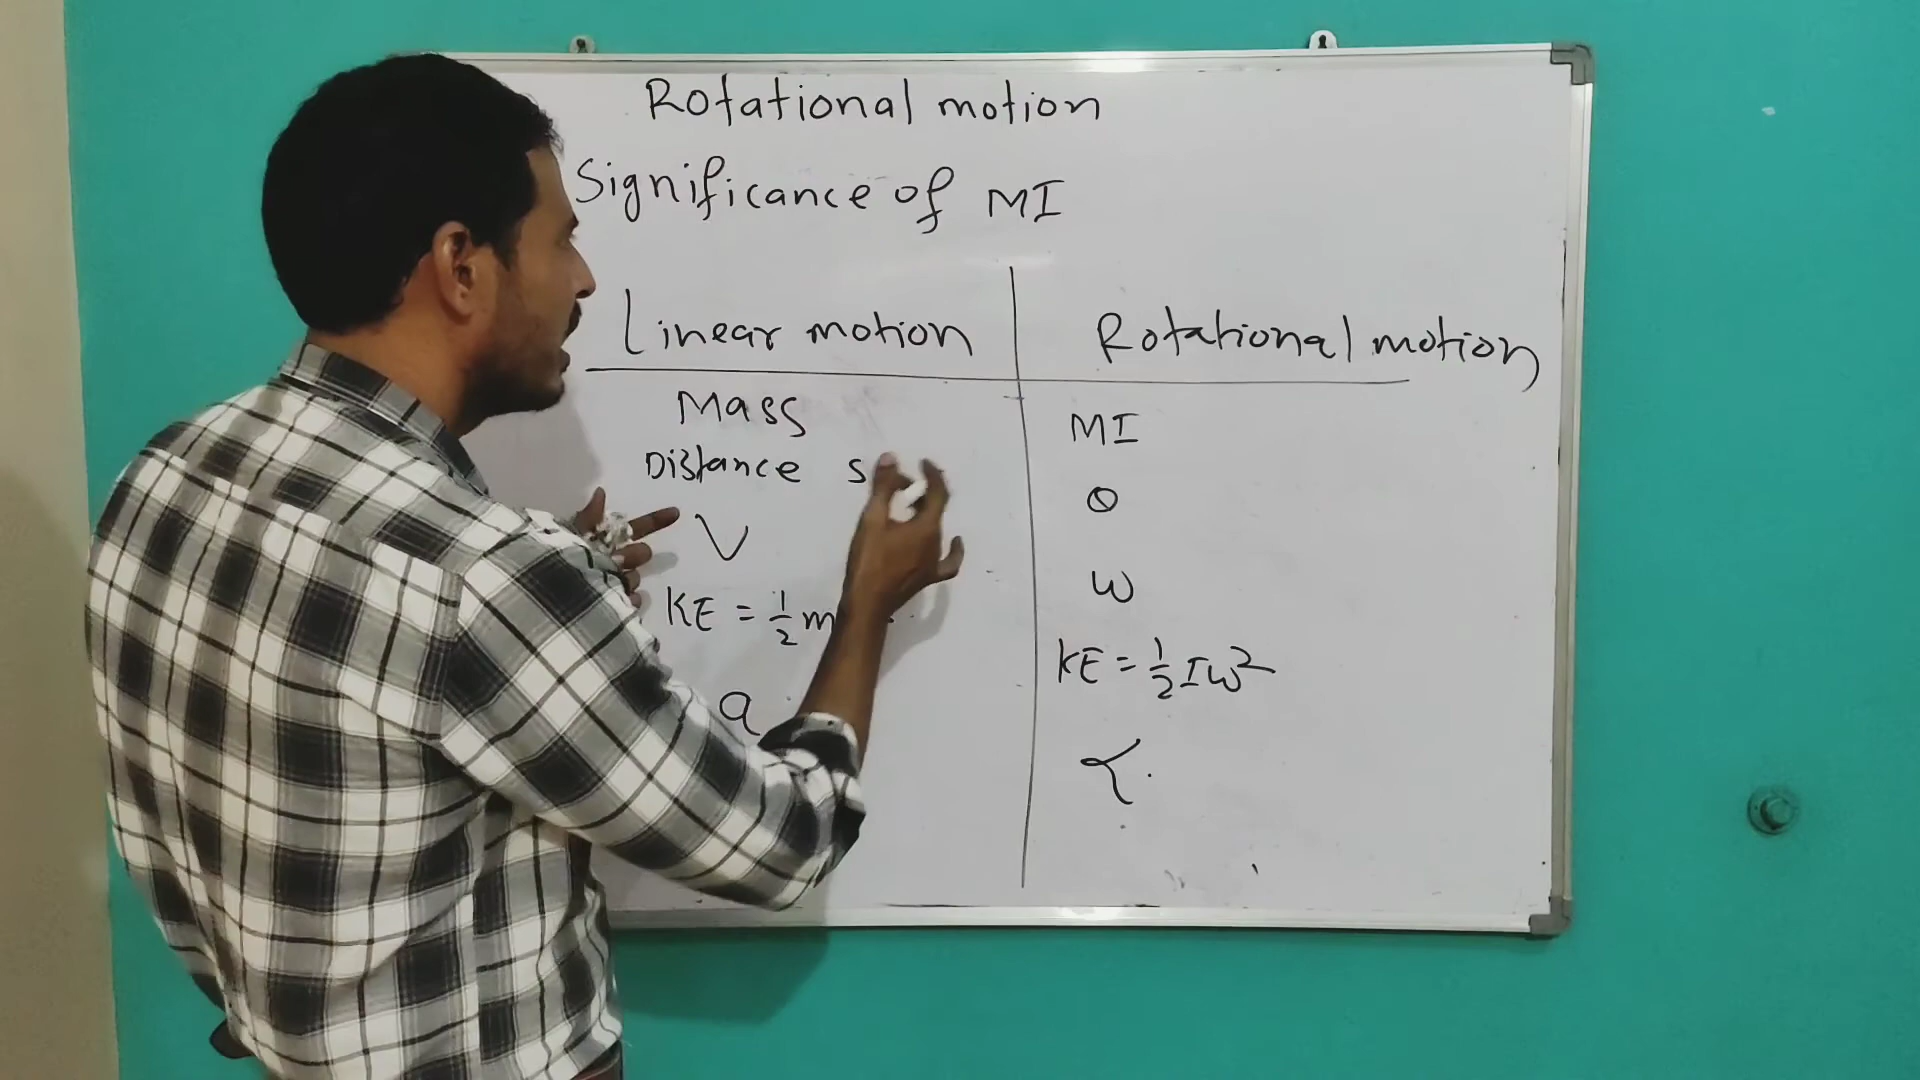 Rotational motion
Significance of MI
Linear motion
Rotational motion
Mass
MI
Distance s
θ
V
ω
KE = 1/2 m
KE = 1/2 Iω²
a
α